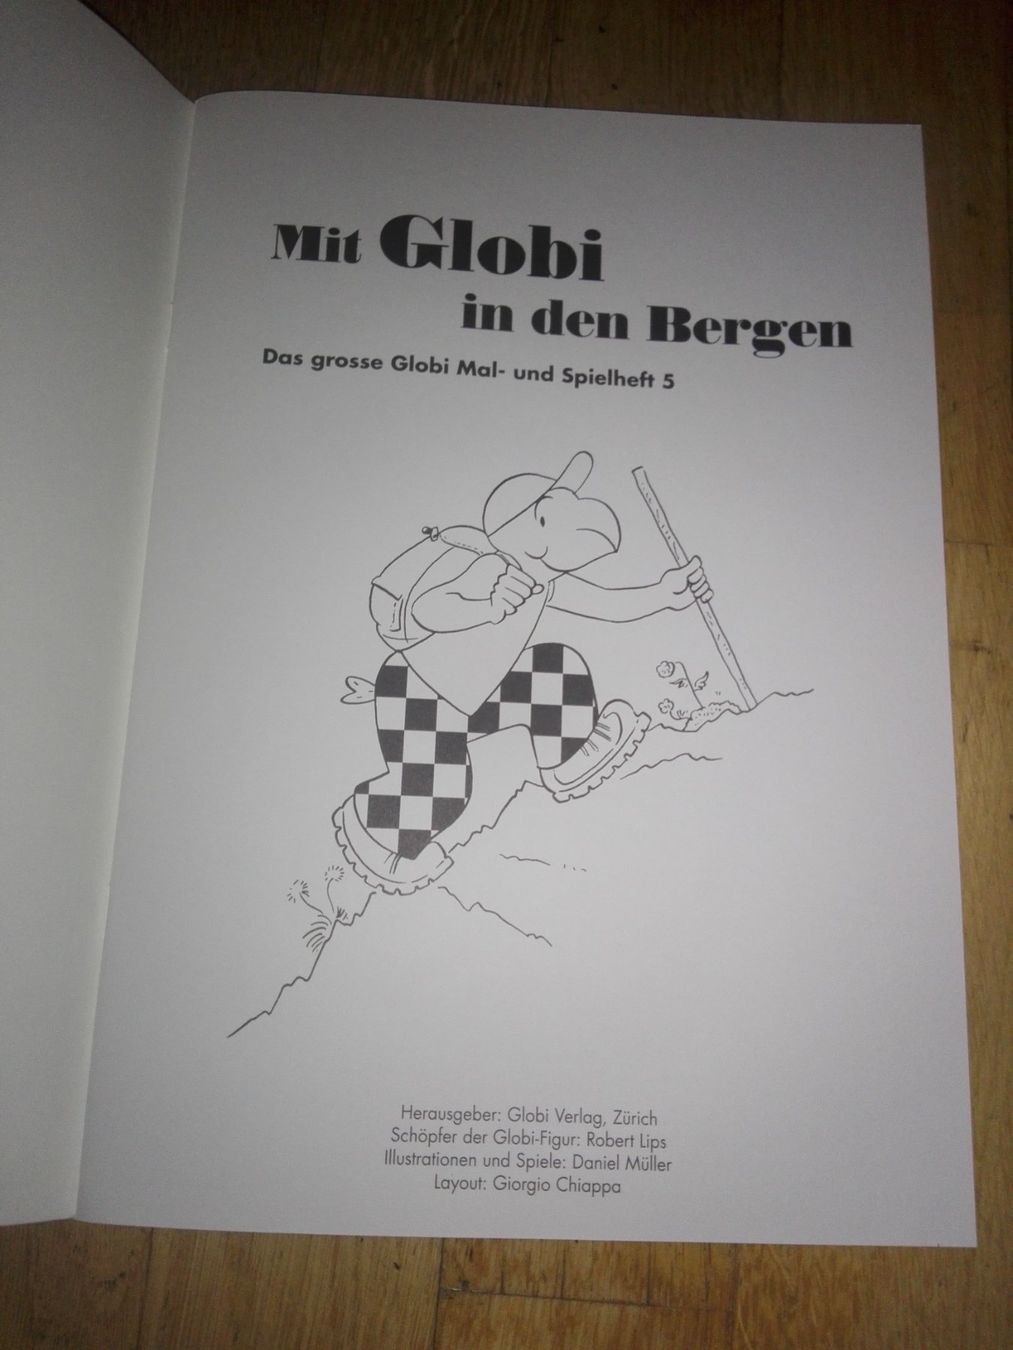 Mit Globi
in den Bergen
Das grosse Globi Mal- und Spielheft 5
Herausgeber: Globi Verlag, Zürich
Schöpfer der Globi-Figur: Robert Lips
Illustrationen und Spiele: Daniel Müller
Layout: Giorgio Chiappa